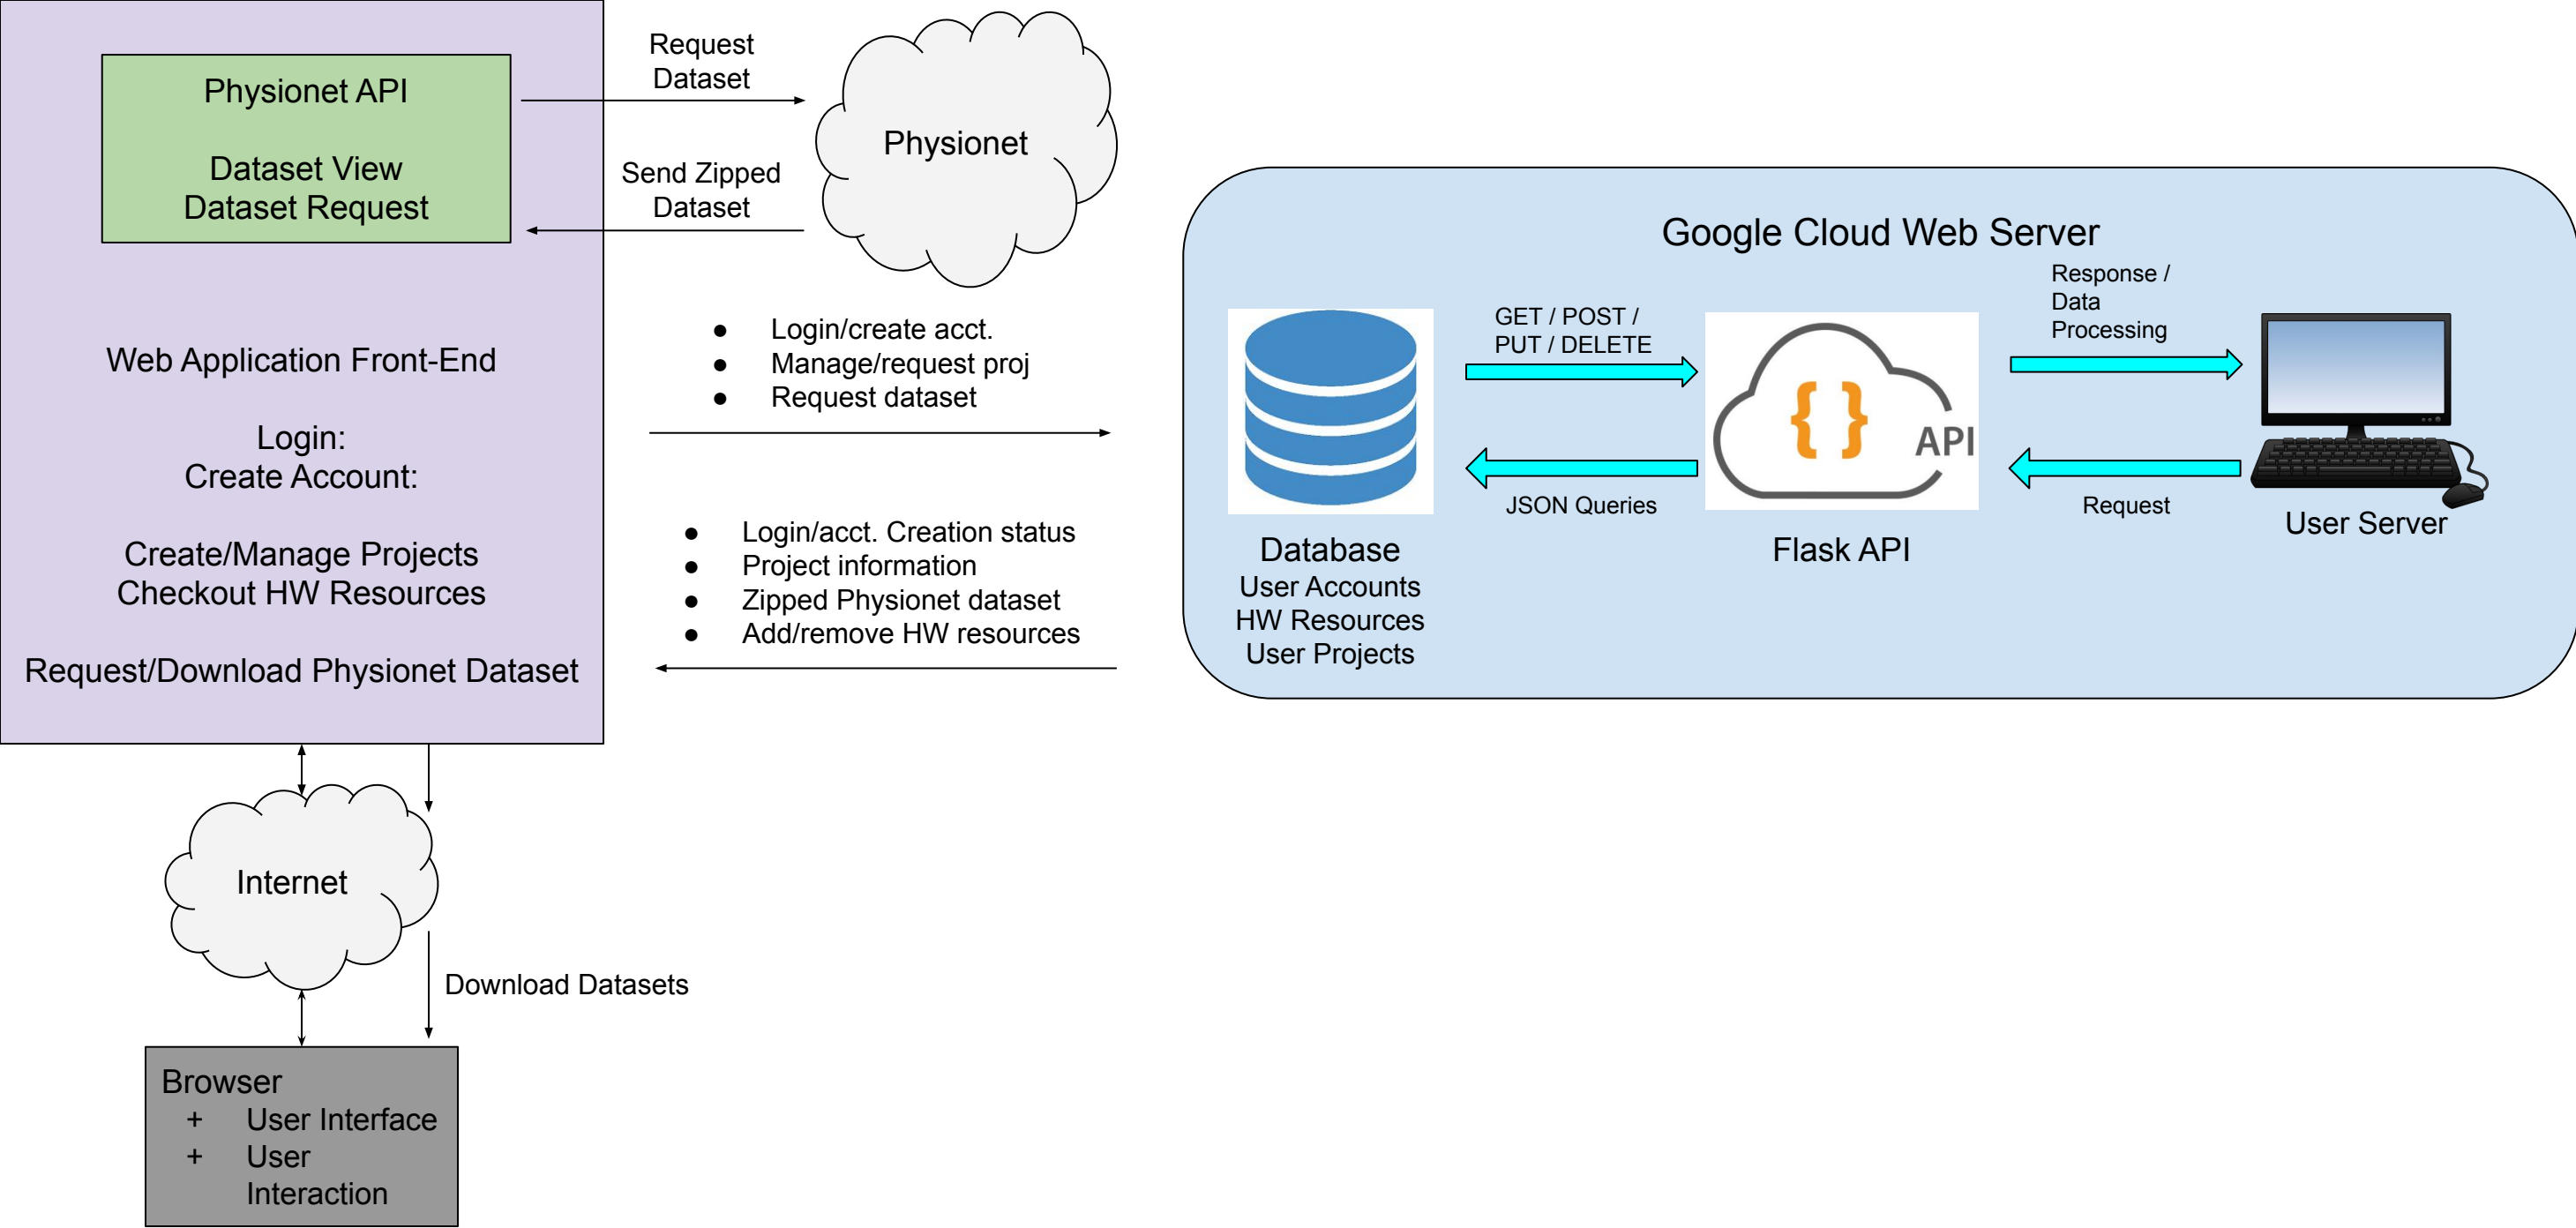 Physionet API
Dataset View
Dataset Request
Web Application Front-End
Login:
Create Account:
Create/Manage Projects
Checkout HW Resources
Request/Download Physionet Dataset
Request
Dataset
Send Zipped
Dataset
Physionet
● Login/create acct.
● Manage/request proj
● Request dataset
● Login/acct. Creation status
● Project information
● Zipped Physionet dataset
● Add/remove HW resources
Google Cloud Web Server
GET / POST /
PUT / DELETE
JSON Queries
Database
User Accounts
HW Resources
User Projects
{ }
API
Flask API
Response /
Data
Processing
Request
User Server
Internet
Download Datasets
Browser
+ User Interface
+ User
Interaction